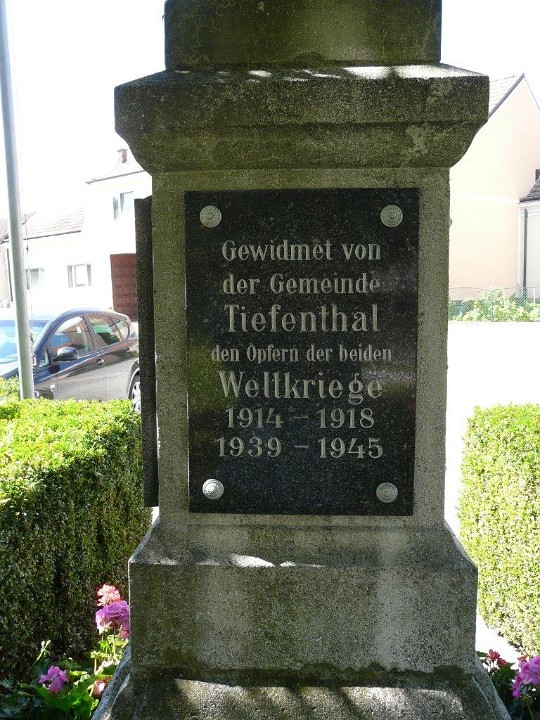 Gewidmet von
der Gemeinde
Tiefenthal
den Opfern der beiden
Weltkriege
1914 – 1918
1939 – 1945